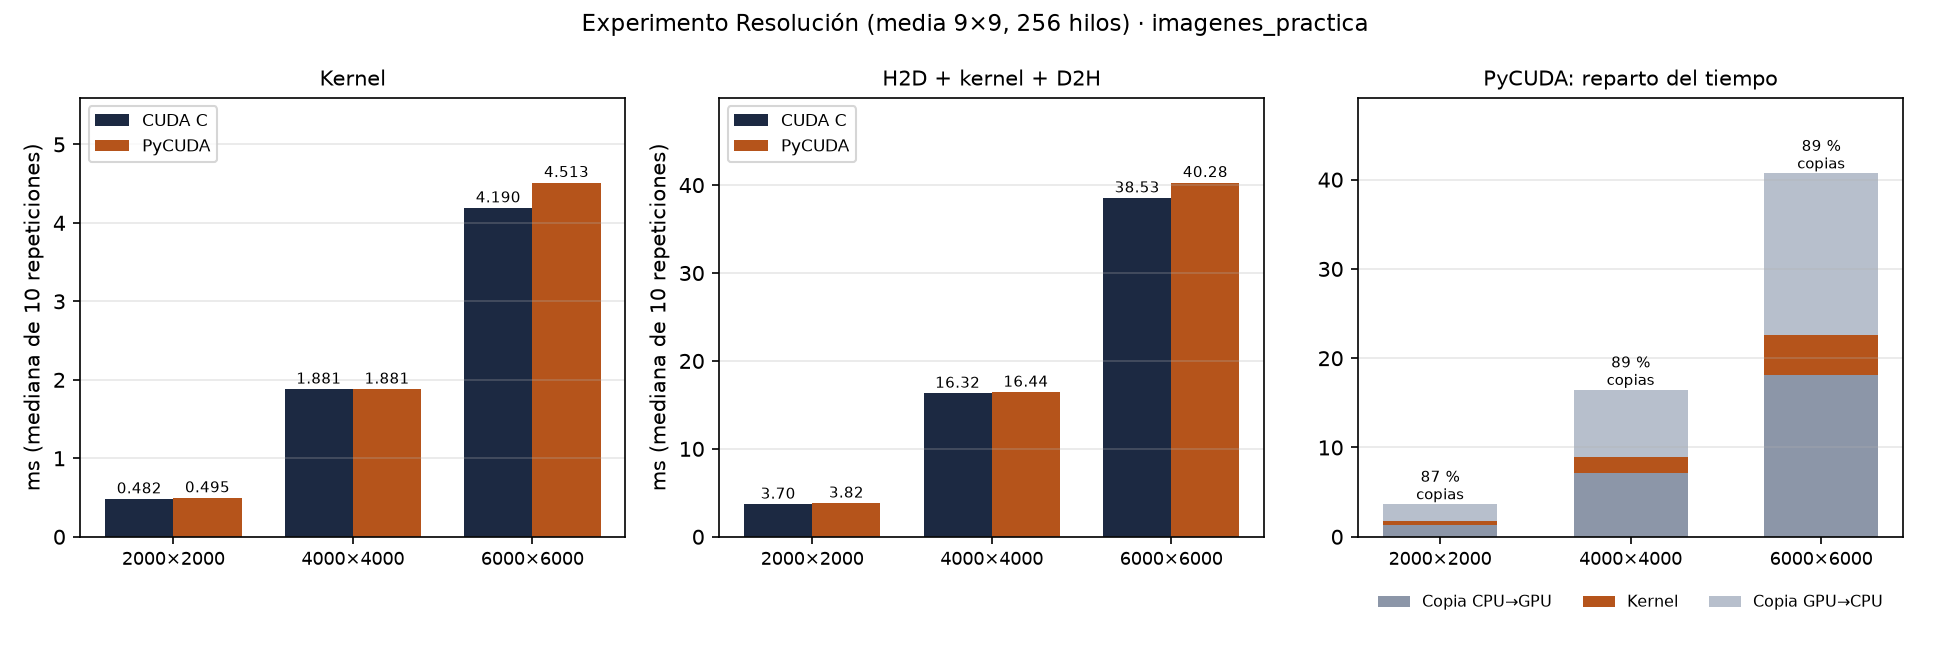 Experimento Resolución (media 9×9, 256 hilos) · imagenes_practica
Kernel
ms (mediana de 10 repeticiones)
5
4
3
2
1
0
CUDA C
PyCUDA
0.482
0.495
1.881
1.881
4.190
4.513
2000×2000
4000×4000
6000×6000
H2D + kernel + D2H
ms (mediana de 10 repeticiones)
40
30
20
10
0
CUDA C
PyCUDA
3.70
3.82
16.32
16.44
38.53
40.28
2000×2000
4000×4000
6000×6000
PyCUDA: reparto del tiempo
40
30
20
10
0
87 %
copias
89 %
copias
89 %
copias
2000×2000
4000×4000
6000×6000
Copia CPU→GPU
Kernel
Copia GPU→CPU